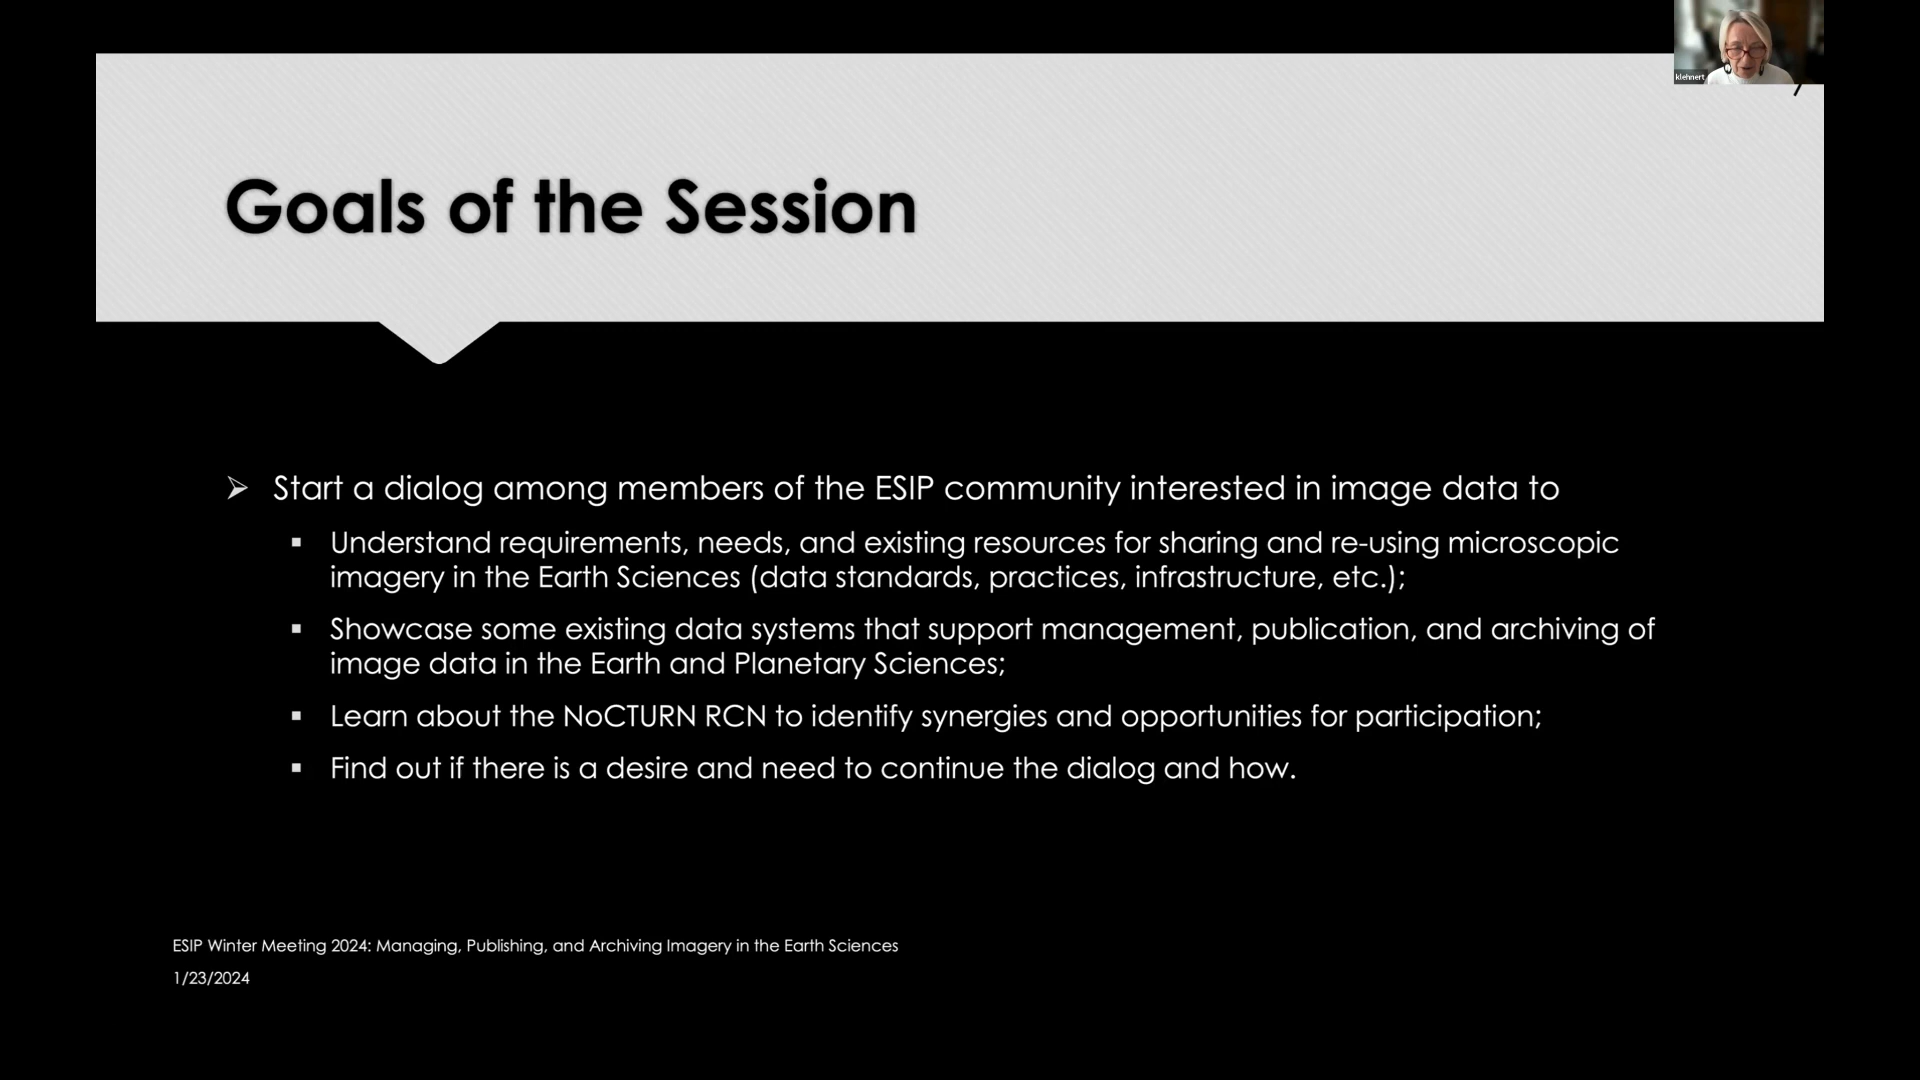 klehnert
Goals of the Session
Start a dialog among members of the ESIP community interested in image data to
Understand requirements, needs, and existing resources for sharing and re-using microscopic
imagery in the Earth Sciences (data standards, practices, infrastructure, etc.);
Showcase some existing data systems that support management, publication, and archiving of
image data in the Earth and Planetary Sciences;
Learn about the NoCTURN RCN to identify synergies and opportunities for participation;
Find out if there is a desire and need to continue the dialog and how.
ESIP Winter Meeting 2024: Managing, Publishing, and Archiving Imagery in the Earth Sciences
1/23/2024